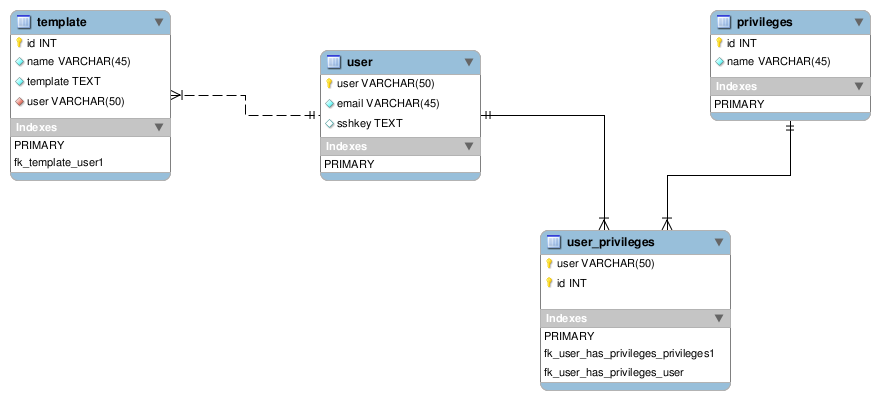 template
id INT
name VARCHAR(45)
template TEXT
user VARCHAR(50)
Indexes
PRIMARY
fk_template_user1
user
user VARCHAR(50)
email VARCHAR(45)
sshkey TEXT
Indexes
PRIMARY
privileges
id INT
name VARCHAR(45)
Indexes
PRIMARY
user_privileges
user VARCHAR(50)
id INT
Indexes
PRIMARY
fk_user_has_privileges_privileges1
fk_user_has_privileges_user